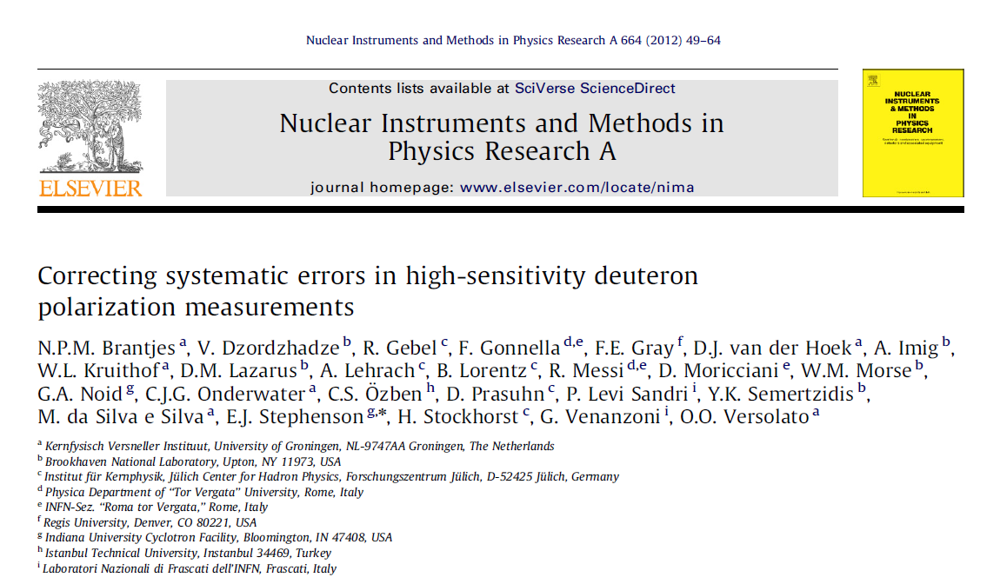 Nuclear Instruments and Methods in Physics Research A 664 (2012) 49–64
Contents lists available at SciVerse ScienceDirect
Nuclear Instruments and Methods in
Physics Research A
journal homepage: www.elsevier.com/locate/nima
ELSEVIER
NUCLEAR
INSTRUMENTS
& METHODS
IN
PHYSICS
RESEARCH
Correcting systematic errors in high-sensitivity deuteron
polarization measurements
N.P.M. Brantjes a, V. Dzordzhadze b, R. Gebel c, F. Gonnella d,e, F.E. Gray f, D.J. van der Hoek a, A. Imig b,
W.L. Kruithof a, D.M. Lazarus b, A. Lehrach c, B. Lorentz c, R. Messi d,e, D. Moricciani e, W.M. Morse b,
G.A. Noid g, C.J.G. Onderwater a, C.S. Özben h, D. Prasuhn c, P. Levi Sandri i, Y.K. Semertzidis b,
M. da Silva e Silva a, E.J. Stephenson g,*, H. Stockhorst c, G. Venanzoni i, O.O. Versolato a
a Kernfysisch Versneller Instituut, University of Groningen, NL-9747AA Groningen, The Netherlands
b Brookhaven National Laboratory, Upton, NY 11973, USA
c Institut für Kernphysik, Jülich Center for Hadron Physics, Forschungszentrum Jülich, D-52425 Jülich, Germany
d Physica Department of “Tor Vergata” University, Rome, Italy
e INFN-Sez. “Roma tor Vergata,” Rome, Italy
f Regis University, Denver, CO 80221, USA
g Indiana University Cyclotron Facility, Bloomington, IN 47408, USA
h Istanbul Technical University, Instanbul 34469, Turkey
i Laboratori Nazionali di Frascati dell'INFN, Frascati, Italy